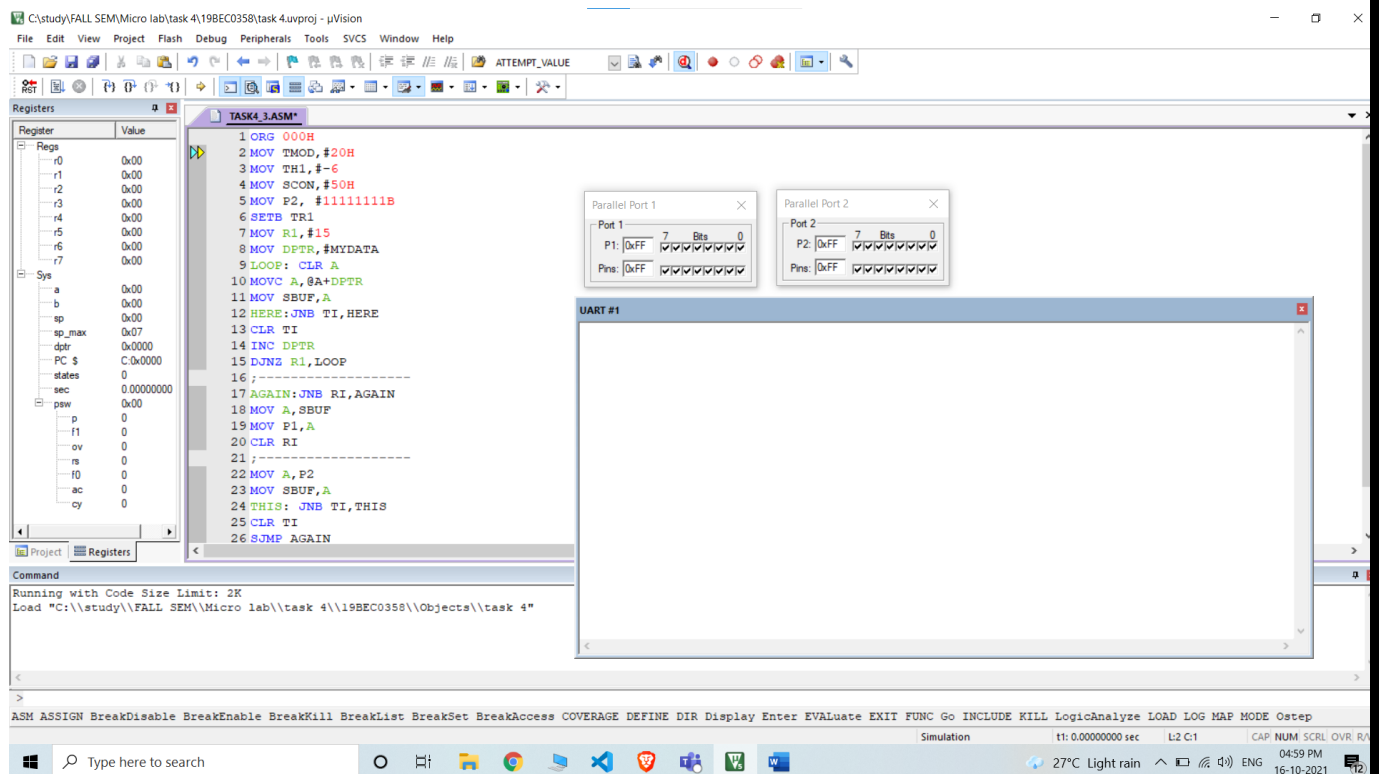 C:\study\FALL SEM\Micro lab\task 4\19BEC0358\task 4.uvproj - µVision
File Edit View Project Flash Debug Peripherals Tools SVCS Window Help
ATTEMPT_VALUE
RST
Registers
Register Value
Regs
r0 0x00
r1 0x00
r2 0x00
r3 0x00
r4 0x00
r5 0x00
r6 0x00
r7 0x00
Sys
a 0x00
b 0x00
sp 0x00
sp_max 0x07
dptr 0x0000
PC $ C:0x0000
states 0
sec 0.00000000
psw 0x00
p 0
f1 0
ov 0
rs 0
f0 0
ac 0
cy 0
Project Registers
TASK4_3.ASM*
1 ORG 000H
2 MOV TMOD,#20H
3 MOV TH1,#-6
4 MOV SCON,#50H
5 MOV P2, #11111111B
6 SETB TR1
7 MOV R1,#15
8 MOV DPTR,#MYDATA
9 LOOP: CLR A
10 MOVC A,@A+DPTR
11 MOV SBUF,A
12 HERE:JNB TI,HERE
13 CLR TI
14 INC DPTR
15 DJNZ R1,LOOP
16 ;-------------------
17 AGAIN:JNB RI,AGAIN
18 MOV A,SBUF
19 MOV P1,A
20 CLR RI
21 ;-------------------
22 MOV A,P2
23 MOV SBUF,A
24 THIS: JNB TI,THIS
25 CLR TI
26 SJMP AGAIN
Parallel Port 1
Port 1
7 Bits 0
P1: 0xFF
Pins: 0xFF
Parallel Port 2
Port 2
7 Bits 0
P2: 0xFF
Pins: 0xFF
UART #1
Command
Running with Code Size Limit: 2K
Load "C:\\study\\FALL SEM\\Micro lab\\task 4\\19BEC0358\\Objects\\task 4"
>
ASM ASSIGN BreakDisable BreakEnable BreakKill BreakList BreakSet BreakAccess COVERAGE DEFINE DIR Display Enter EVALuate EXIT FUNC Go INCLUDE KILL LogicAnalyze LOAD LOG MAP MODE Ostep
Simulation t1: 0.00000000 sec L:2 C:1 CAP NUM SCRL OVR R/
Type here to search
27°C Light rain ENG
04:59 PM
16-10-2021
12